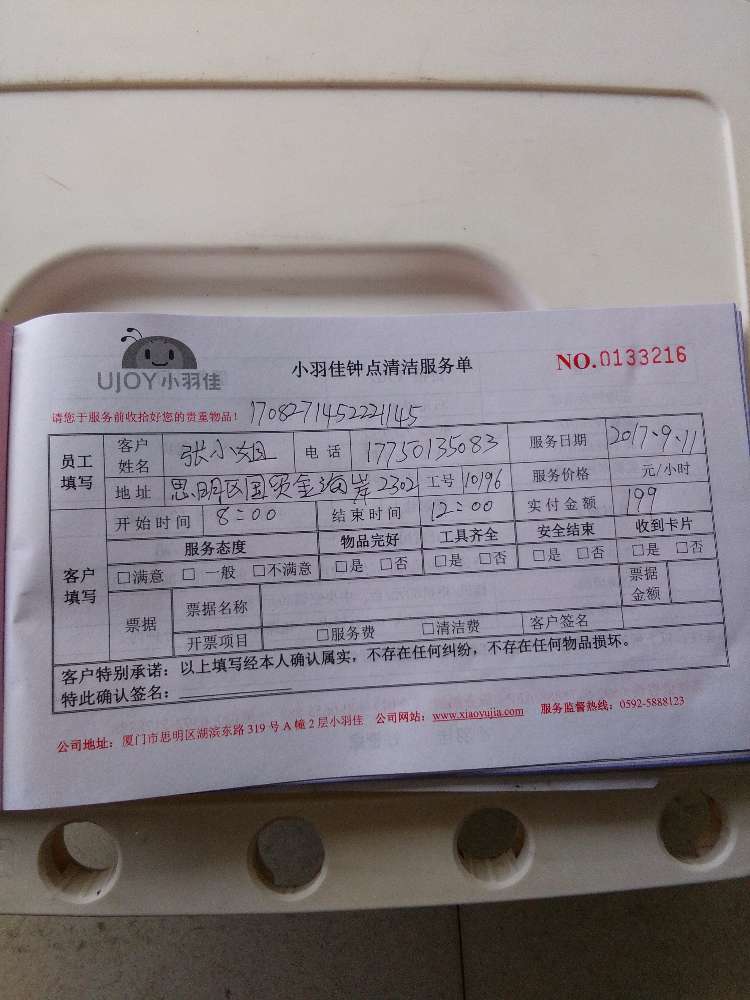 UJOY小羽佳
小羽佳钟点清洁服务单
NO.0133216
请您于服务前收拾好您的贵重物品! 1708271452221145
员工填写 客户姓名 张小姐 电话 17750135083 服务日期 2017.9.11
地址 思明区国贸金海岸2302 工号 10196 服务价格 元/小时
客户填写 开始时间 8:00 结束时间 12:00 实付金额 199
服务态度 物品完好 工具齐全 安全结束 收到卡片
□满意 □一般 □不满意 □是 □否 □是 □否 □是 □否 □是 □否
票据 票据名称 票据金额
开票项目 □服务费 □清洁费 客户签名
客户特别承诺：以上填写经本人确认属实，不存在任何纠纷，不存在任何物品损坏。
特此确认签名：
公司地址：厦门市思明区湖滨东路319号A幢2层小羽佳 公司网站：www.xiaoyujia.com 服务监督热线：0592-5888123